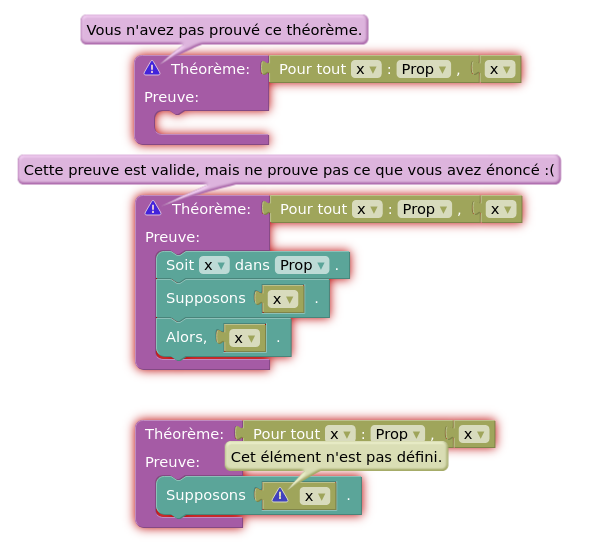 Vous n'avez pas prouvé ce théorème.
Théorème: Pour tout x : Prop , x
Preuve:
Cette preuve est valide, mais ne prouve pas ce que vous avez énoncé :(
Théorème: Pour tout x : Prop , x
Preuve:
Soit x dans Prop .
Supposons x .
Alors, x .
Théorème: Pour tout x : Prop , x
Cet élément n'est pas défini.
Preuve:
Supposons x .